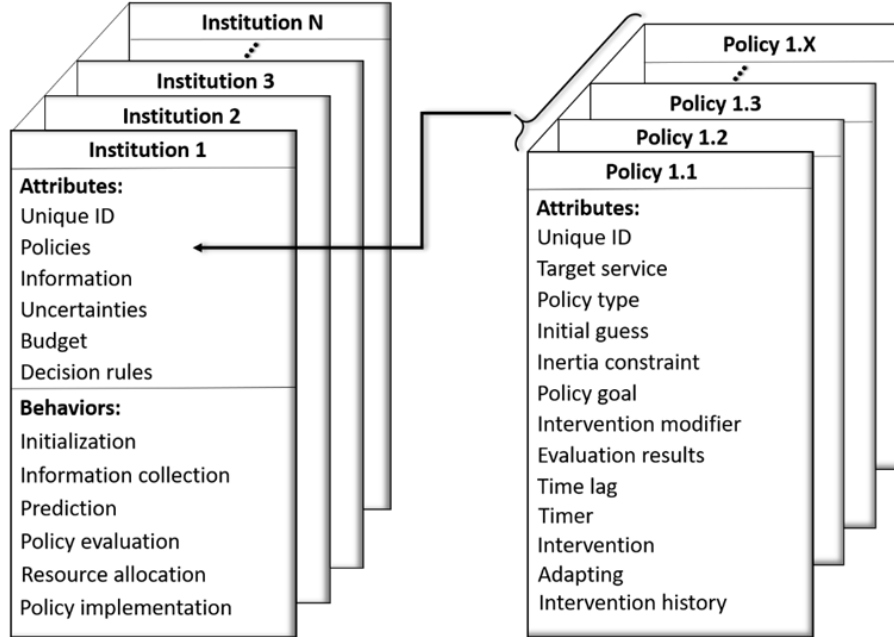 Institution N
Institution 3
Institution 2
Institution 1
Attributes:
Unique ID
Policies
Information
Uncertainties
Budget
Decision rules
Behaviors:
Initialization
Information collection
Prediction
Policy evaluation
Resource allocation
Policy implementation
Policy 1.X
Policy 1.3
Policy 1.2
Policy 1.1
Attributes:
Unique ID
Target service
Policy type
Initial guess
Inertia constraint
Policy goal
Intervention modifier
Evaluation results
Time lag
Timer
Intervention
Adapting
Intervention history